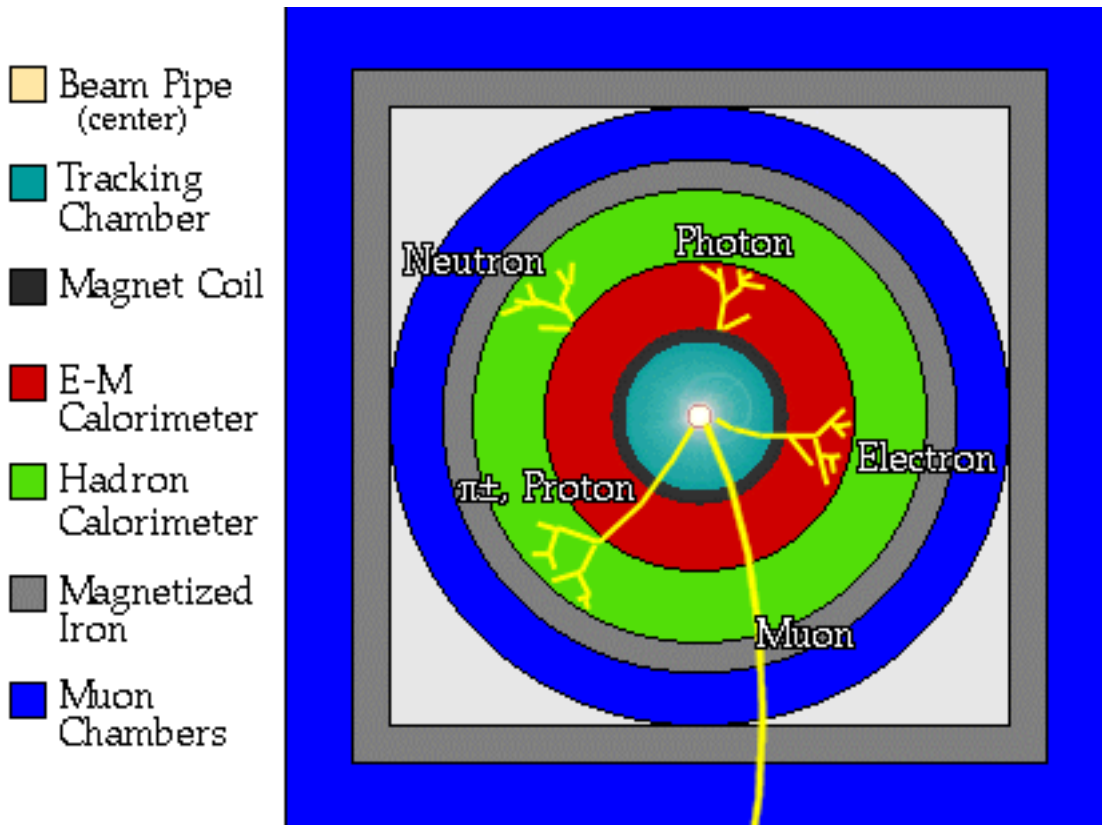 Beam Pipe
(center)
Tracking
Chamber
Magnet Coil
E-M
Calorimeter
Hadron
Calorimeter
Magnetized
Iron
Muon
Chambers
Photon
Neutron
Electron
π±, Proton
Muon